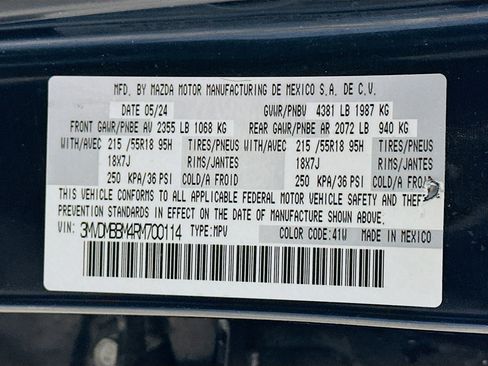 MFD. BY MAZDA MOTOR MANUFACTURING DE MEXICO S.A. DE C.V.
DATE 05/24 GVWR/PNBV 4381 LB 1987 KG
FRONT GAWR/PNBE AV 2355 LB 1068 KG REAR GAWR/PNBE AR 2072 LB 940 KG
WITH/AVEC 215 /55R18 95H TIRES/PNEUS WITH/AVEC 215 /55R18 95H TIRES/PNEUS
18X7J RIMS/JANTES 18X7J RIMS/JANTES
250 KPA/36 PSI COLD/A FROID 250 KPA/36 PSI COLD/A FROID
THIS VEHICLE CONFORMS TO ALL APPLICABLE FEDERAL MOTOR VEHICLE SAFETY AND THEFT
PREVENTION STANDARDS IN EFFECT ON THE DATE OF MANUFACTURE SHOWN ABOVE.
VIN: 3MVDMBBM4RM700114 TYPE:MPV COLOR CODE:41W MADE IN MEXICO